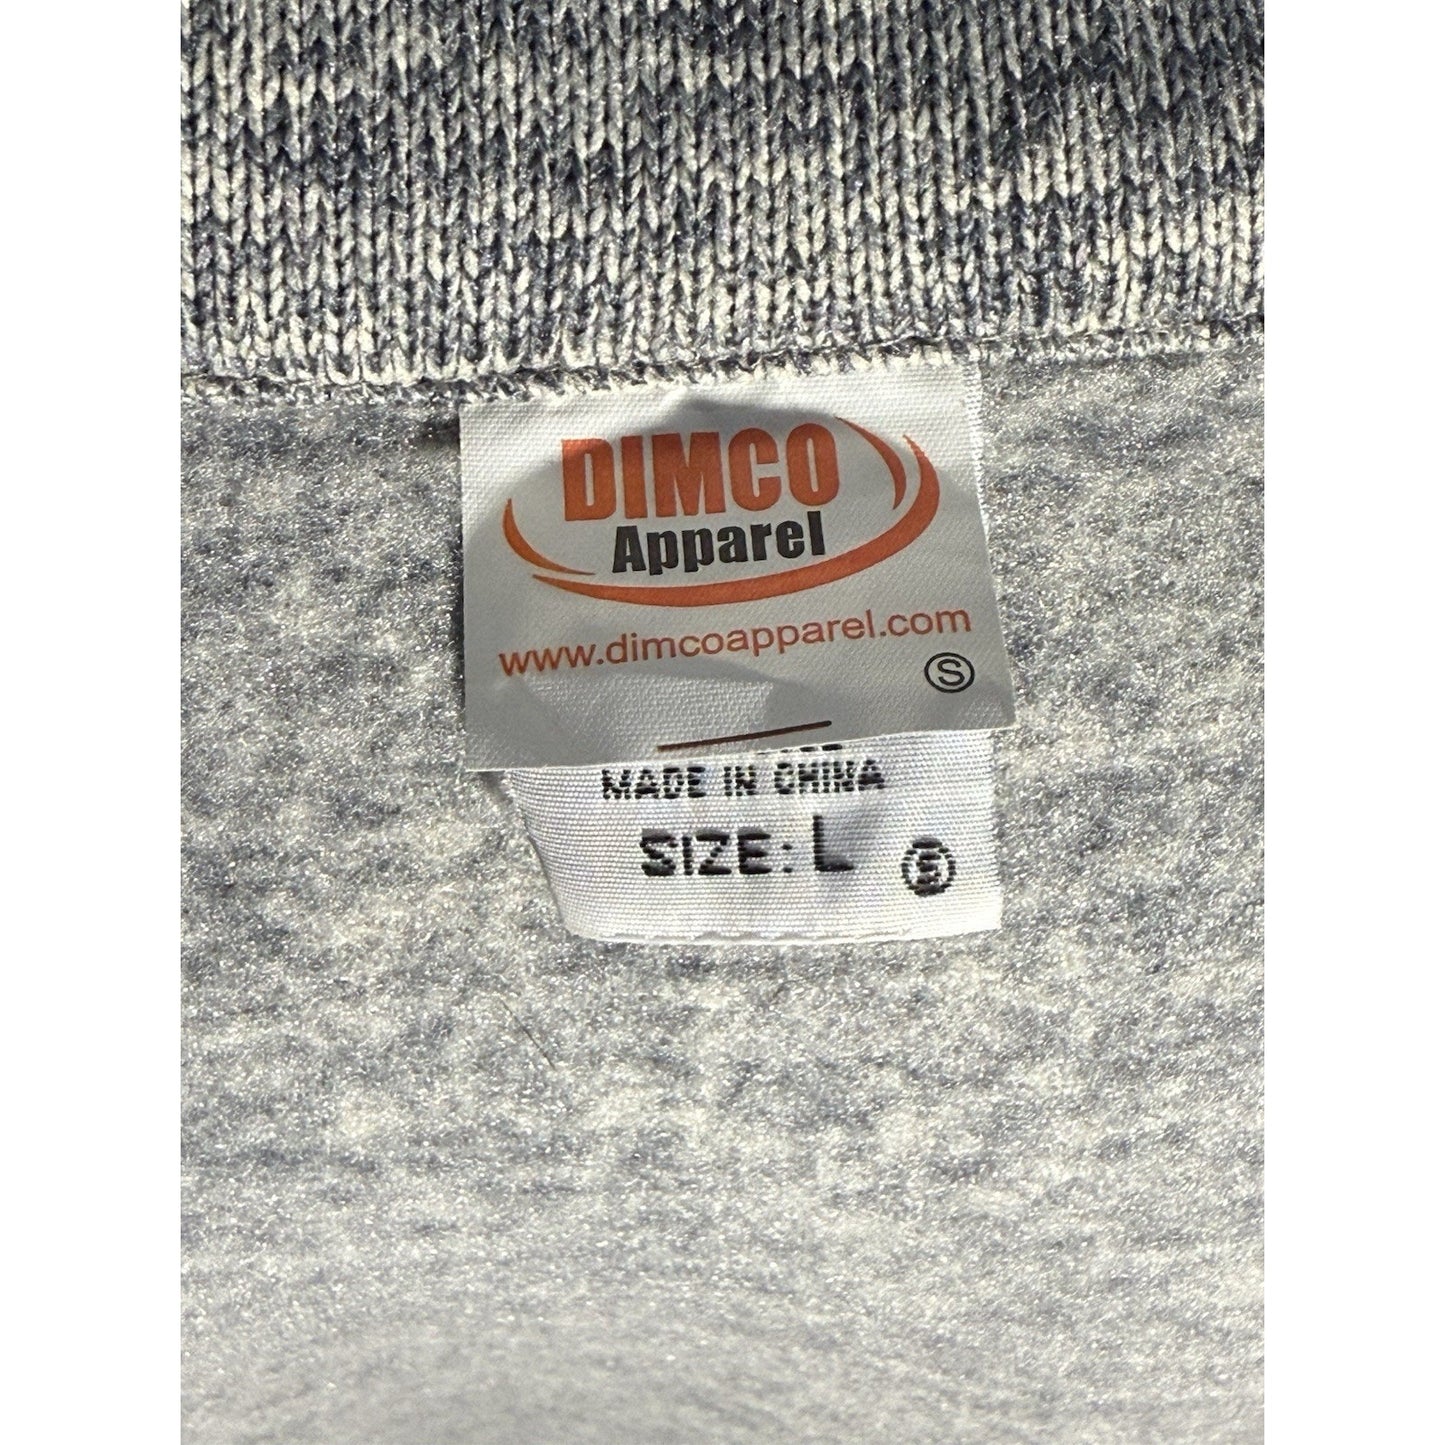 DIMCO
Apparel
www.dimcoapparel.com
S
MADE IN CHINA
SIZE: L
S